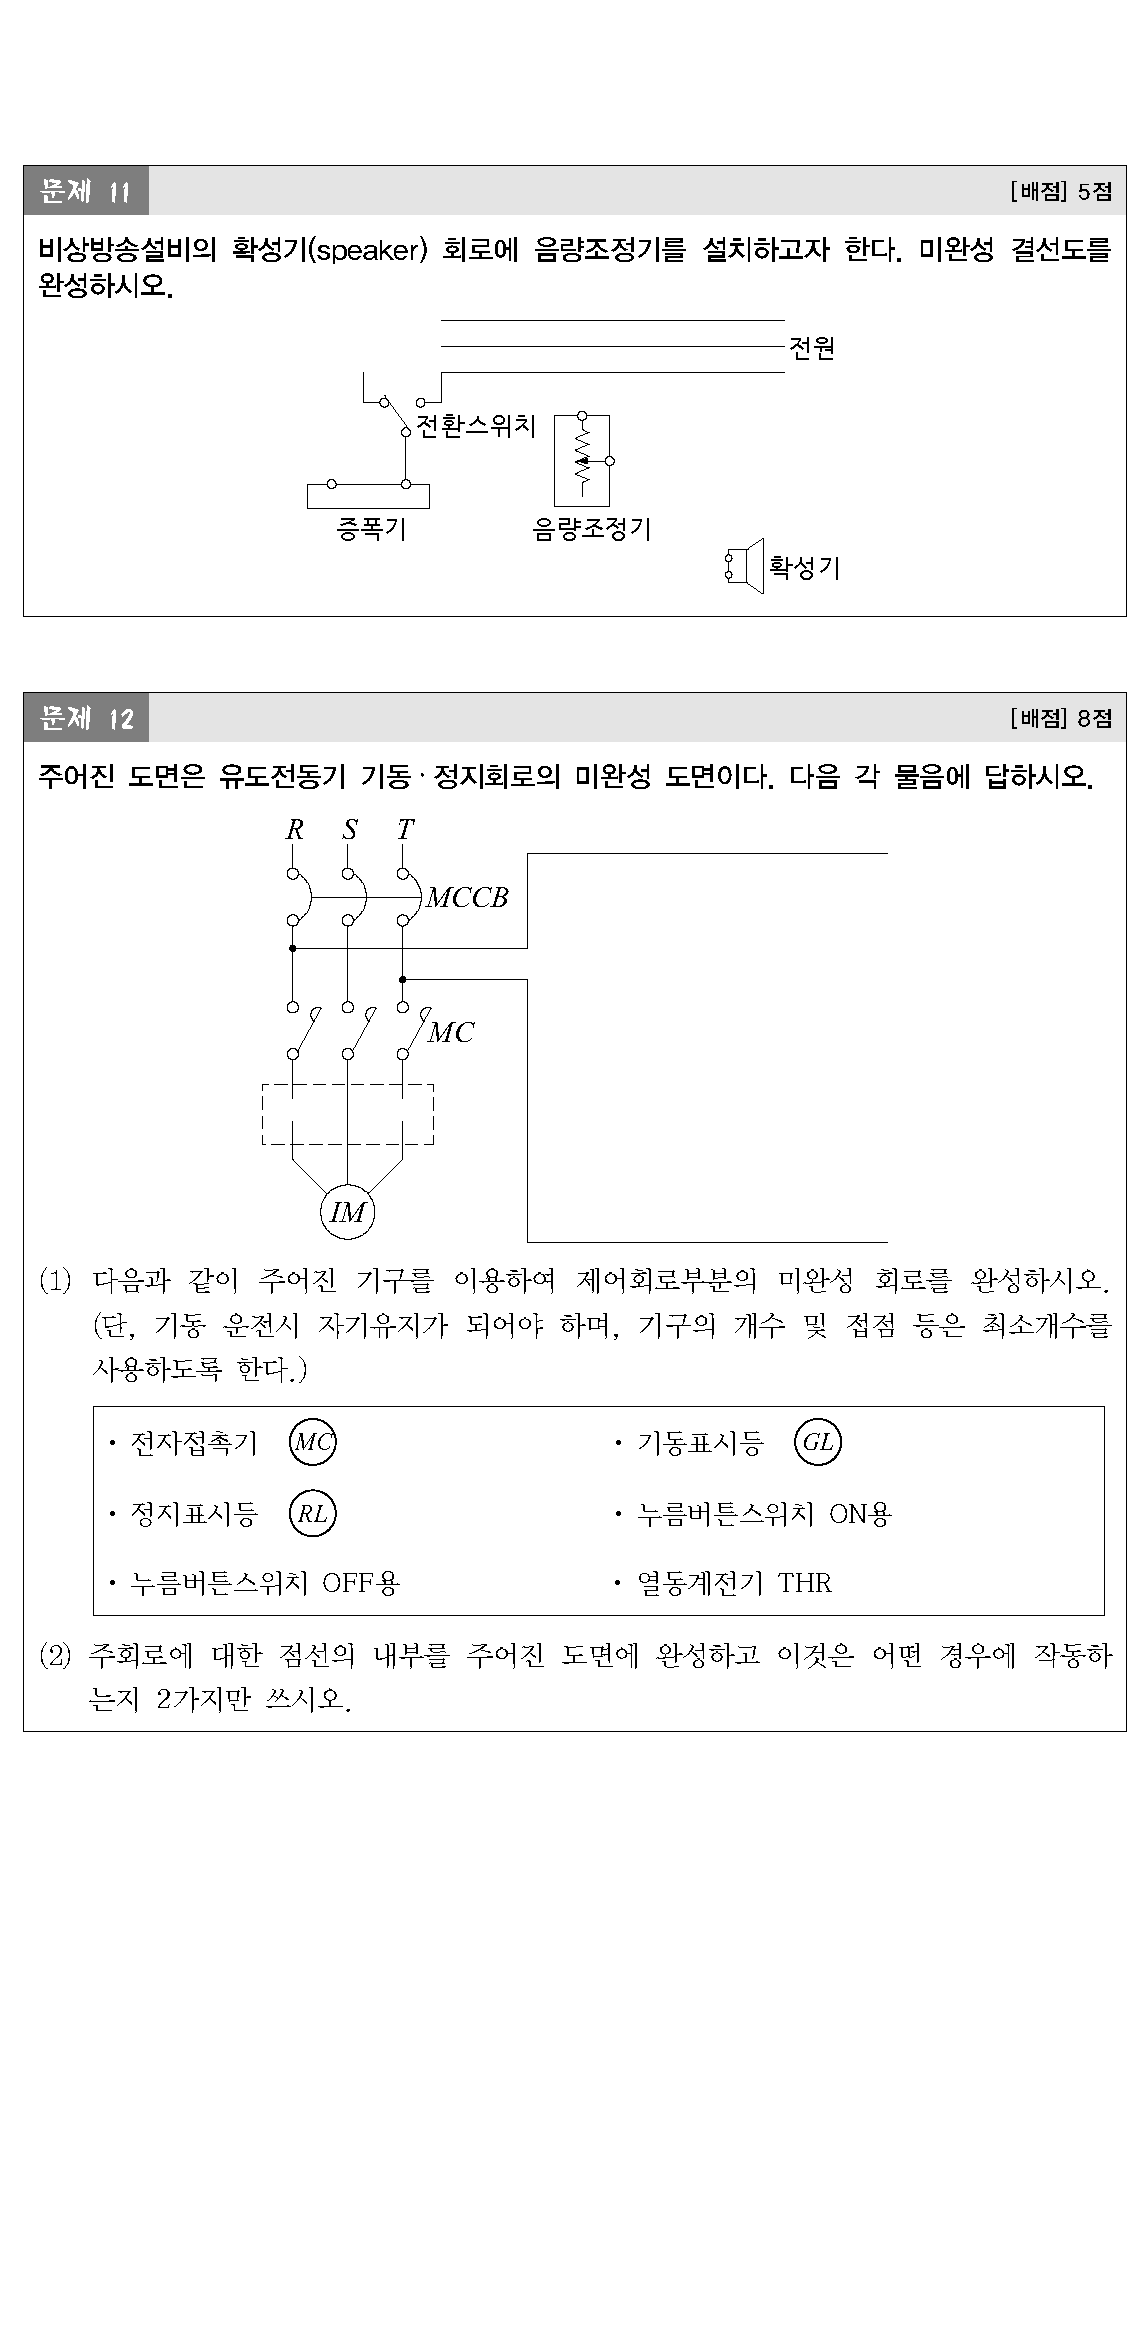 문제 11 [배점] 5점
비상방송설비의 확성기(speaker) 회로에 음량조정기를 설치하고자 한다. 미완성 결선도를
완성하시오.
전원
전환스위치
증폭기
음량조정기
확성기
문제 12 [배점] 8점
주어진 도면은 유도전동기 기동·정지회로의 미완성 도면이다. 다음 각 물음에 답하시오.
R S T
MCCB
MC
IM
(1) 다음과 같이 주어진 기구를 이용하여 제어회로부분의 미완성 회로를 완성하시오.
(단, 기동 운전시 자기유지가 되어야 하며, 기구의 개수 및 접점 등은 최소개수를
사용하도록 한다.)
· 전자접촉기 MC · 기동표시등 GL
· 정지표시등 RL · 누름버튼스위치 ON용
· 누름버튼스위치 OFF용 · 열동계전기 THR
(2) 주회로에 대한 점선의 내부를 주어진 도면에 완성하고 이것은 어떤 경우에 작동하
는지 2가지만 쓰시오.